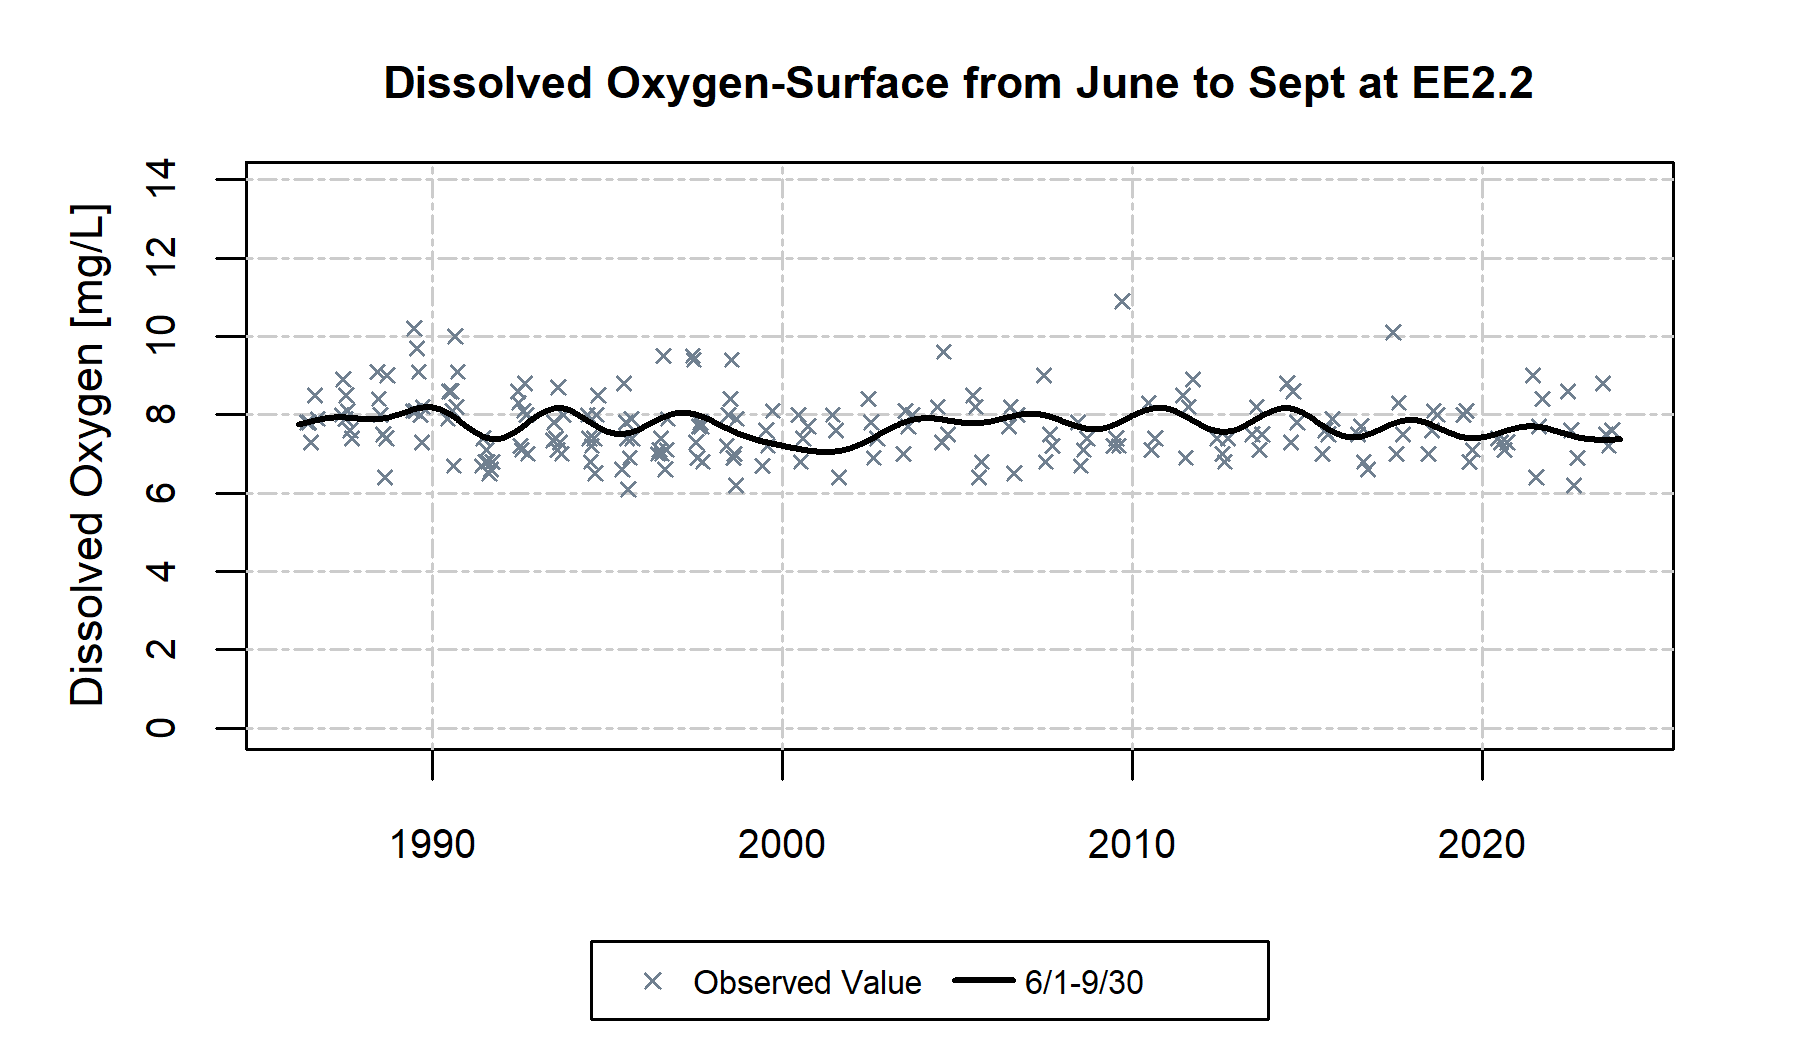 Dissolved Oxygen-Surface from June to Sept at EE2.2
Dissolved Oxygen [mg/L]
14
12
10
8
6
4
2
0
1990 2000 2010 2020
Observed Value 6/1-9/30